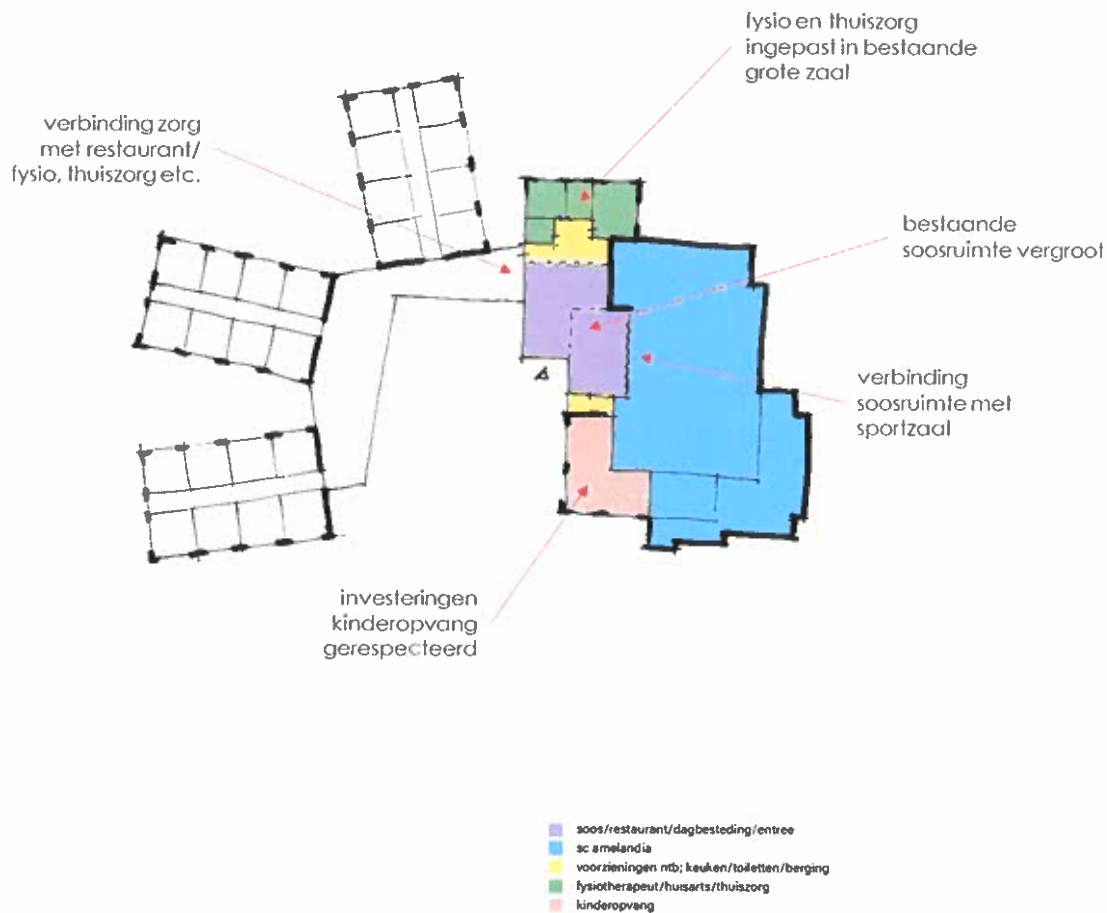 fysio en thuiszorg
ingepast in bestaande
grote zaal
verbinding zorg
met restaurant/
fysio, thuiszorg etc.
bestaande
soosruimte vergroot
verbinding
soosruimte met
sportzaal
investeringen
kinderopvang
gerespecteerd
soos/restaurant/dagbesteding/entree
sc amelandia
voorzieningen mtb; keuken/toiletten/berging
fysiotherapeut/huisarts/thuiszorg
kinderopvang